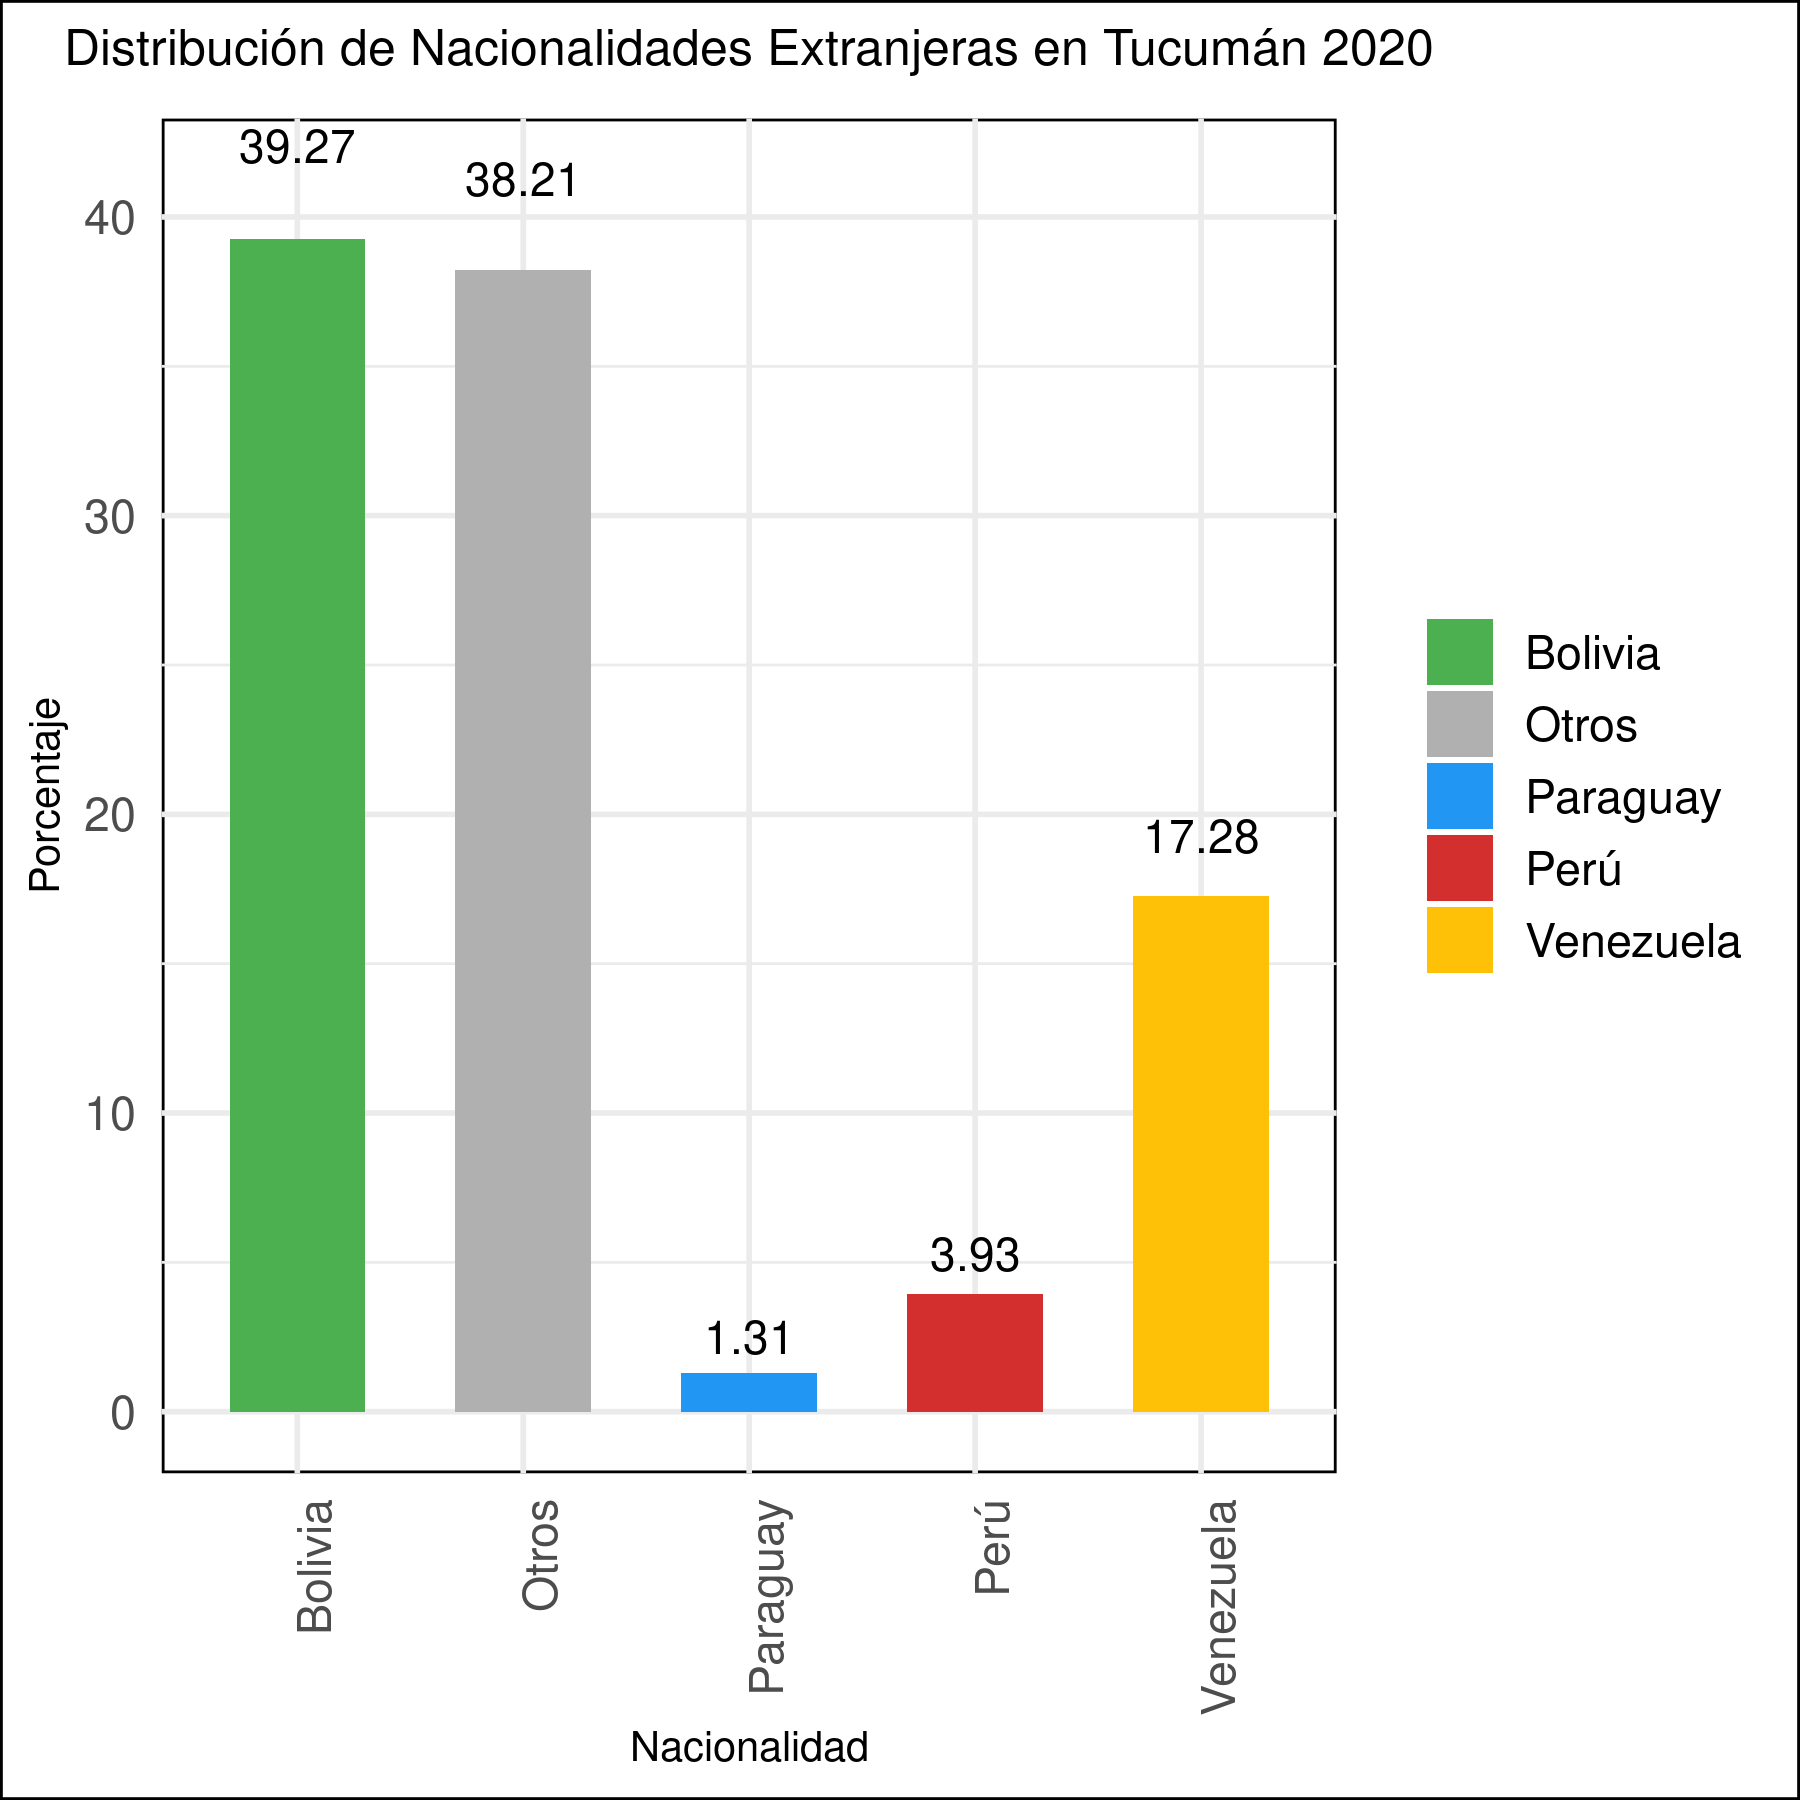 Distribución de Nacionalidades Extranjeras en Tucumán 2020
39.27
38.21
40
30
20
10
0
17.28
3.93
1.31
Porcentaje
Bolivia
Otros
Paraguay
Perú
Venezuela
Nacionalidad
Bolivia
Otros
Paraguay
Perú
Venezuela